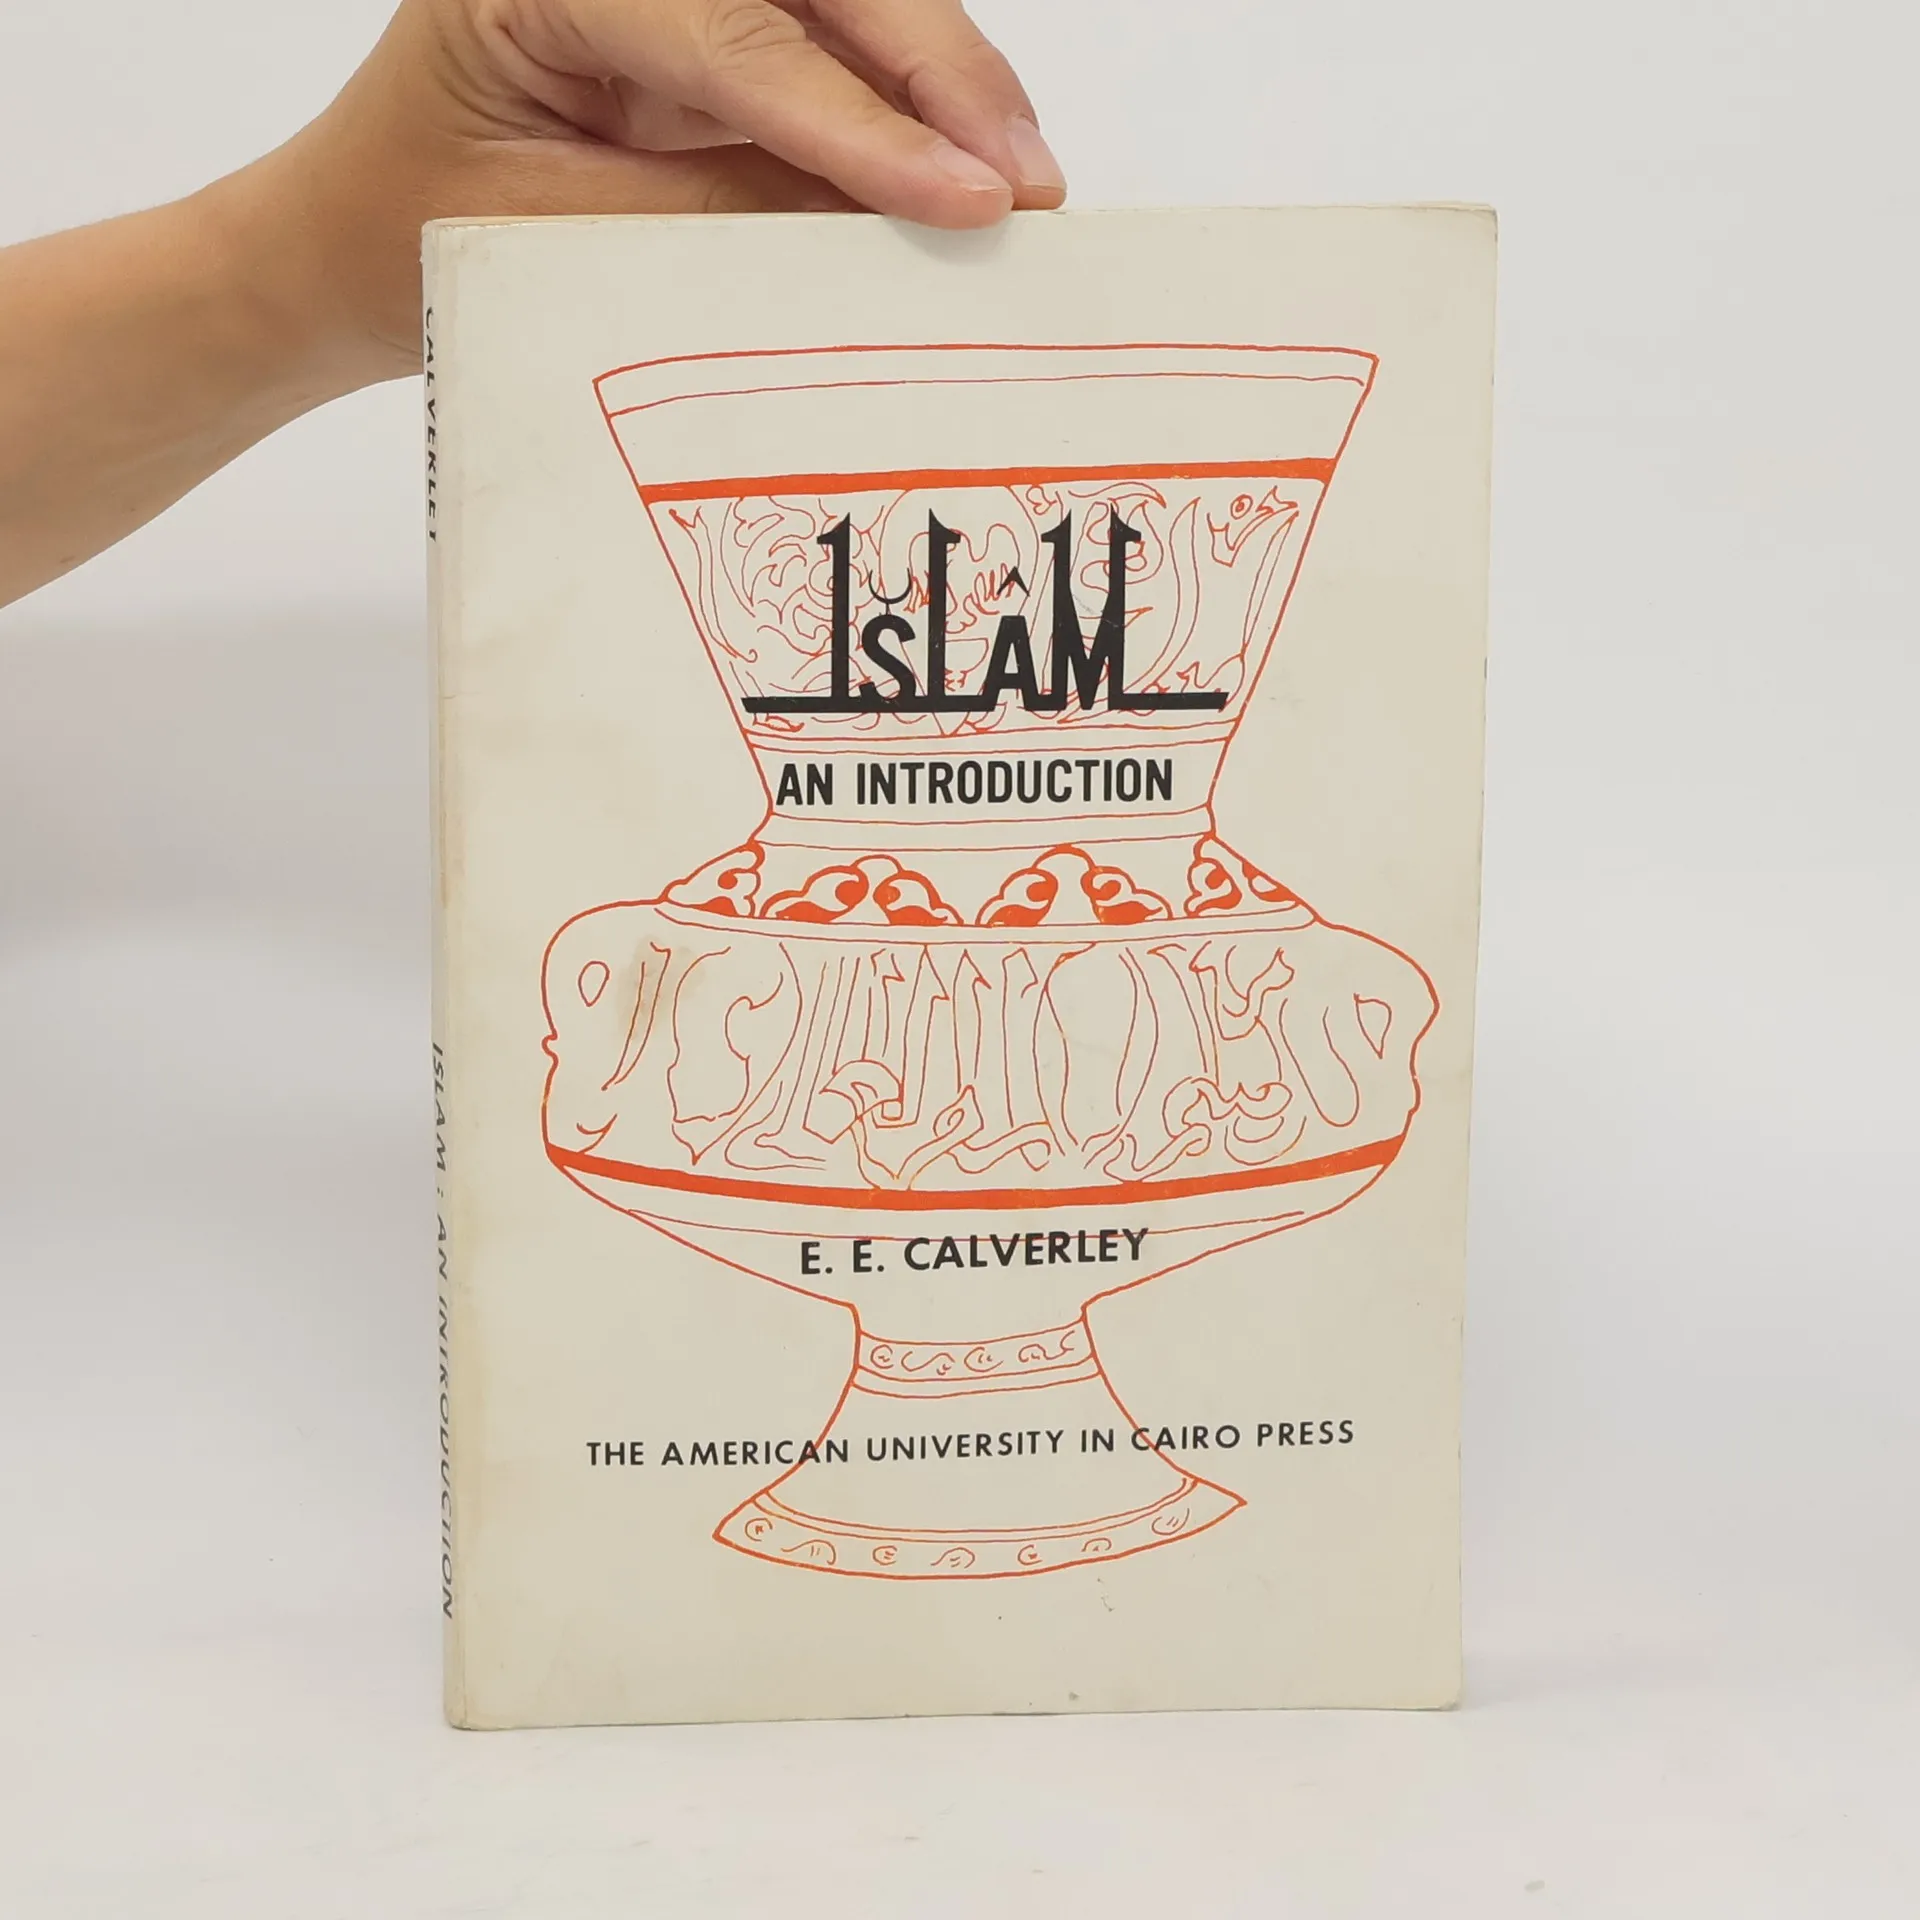 ISLÂM
AN INTRODUCTION
E. E. CALVERLEY
THE AMERICAN UNIVERSITY IN CAIRO PRESS
CALVERLEY
ISLAM : AN INTRODUCTION